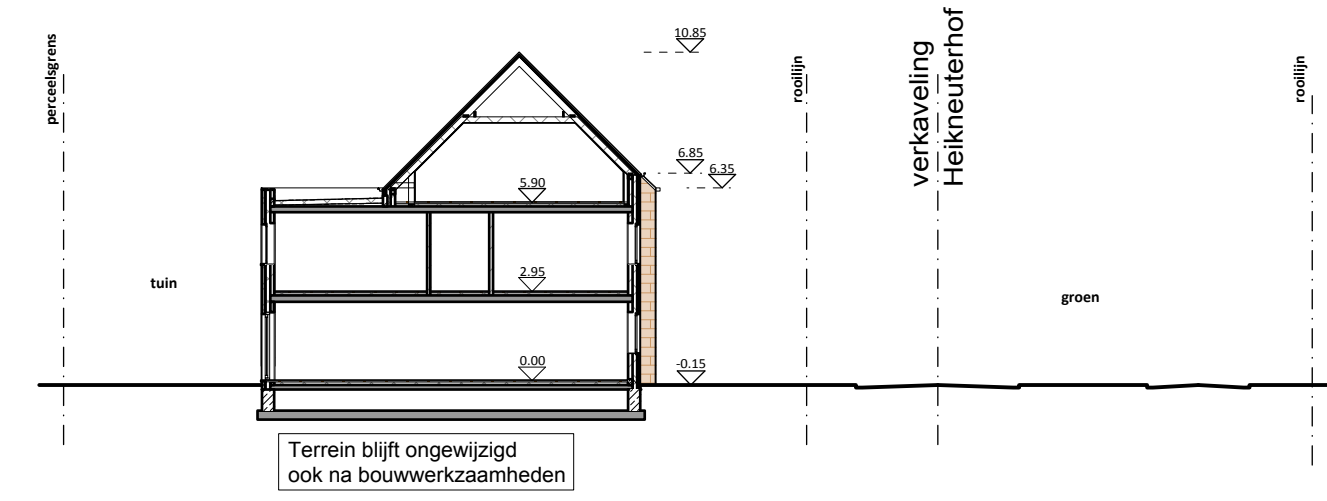 perceelsgrens
10.85
rooilijn
verkaveling
Heikneuterhof
rooilijn
6.85
6.35
5.90
2.95
tuin
groen
0.00
-0.15
Terrein blijft ongewijzigd
ook na bouwwerkzaamheden